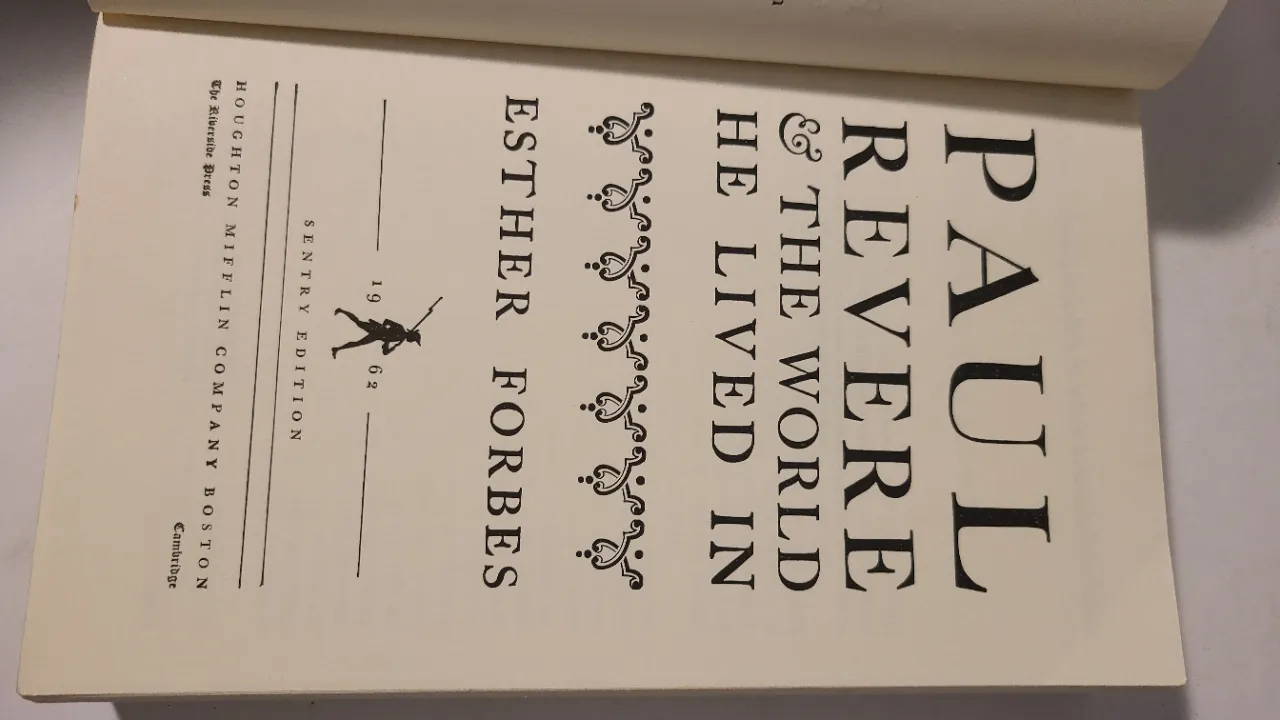 PAUL
REVERE
& THE WORLD
HE LIVED IN
ESTHER FORBES
19 62
SENTRY EDITION
HOUGHTON MIFFLIN COMPANY BOSTON
The Riverside Press Cambridge